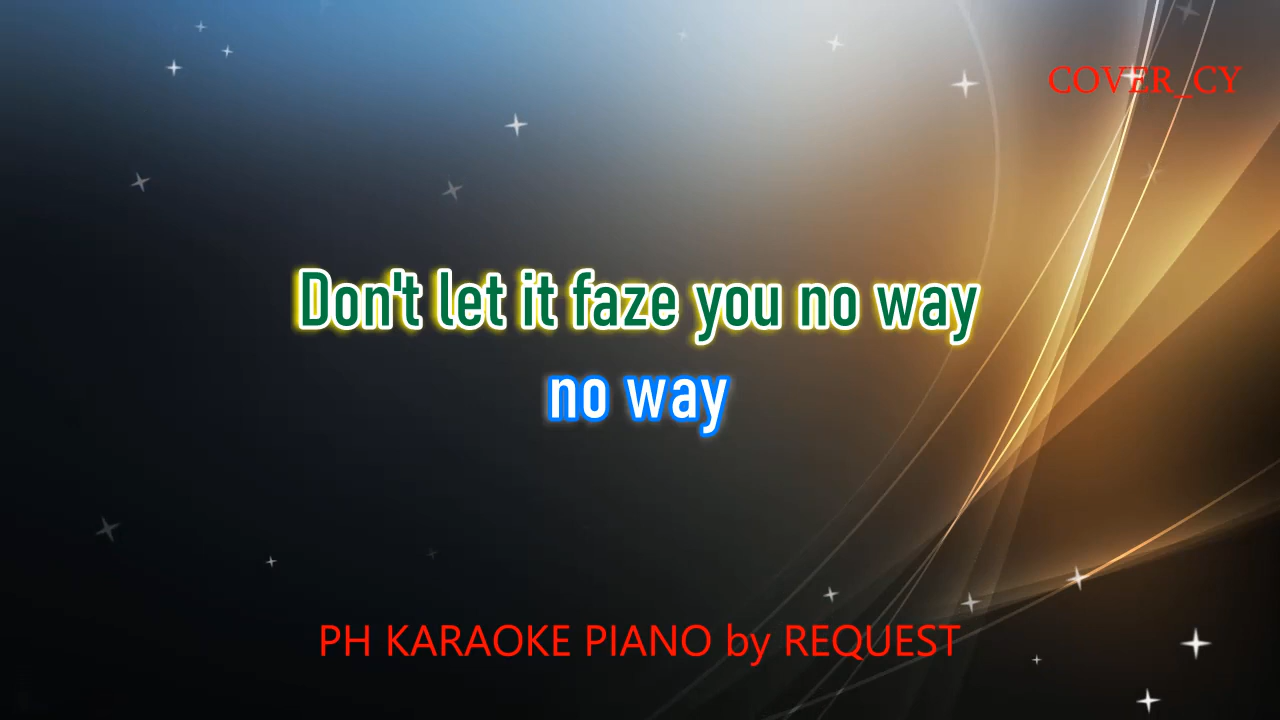 COVER_CY
Don't let it faze you no way
no way
PH KARAOKE PIANO by REQUEST